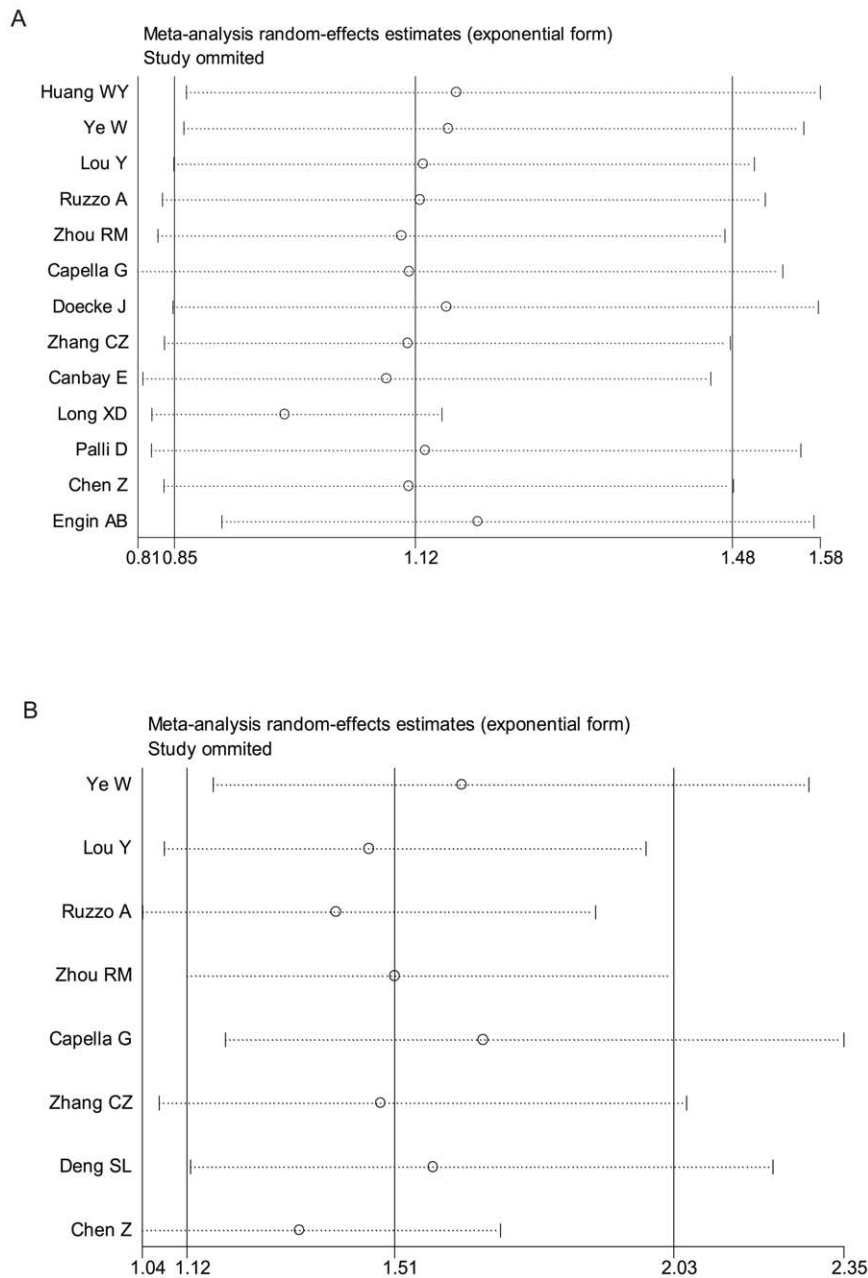 A
Meta-analysis random-effects estimates (exponential form)
Study ommited
Huang WY
Ye W
Lou Y
Ruzzo A
Zhou RM
Capella G
Doecke J
Zhang CZ
Canbay E
Long XD
Palli D
Chen Z
Engin AB
0.81 0.85 1.12 1.48 1.58
B
Meta-analysis random-effects estimates (exponential form)
Study ommited
Ye W
Lou Y
Ruzzo A
Zhou RM
Capella G
Zhang CZ
Deng SL
Chen Z
1.04 1.12 1.51 2.03 2.35